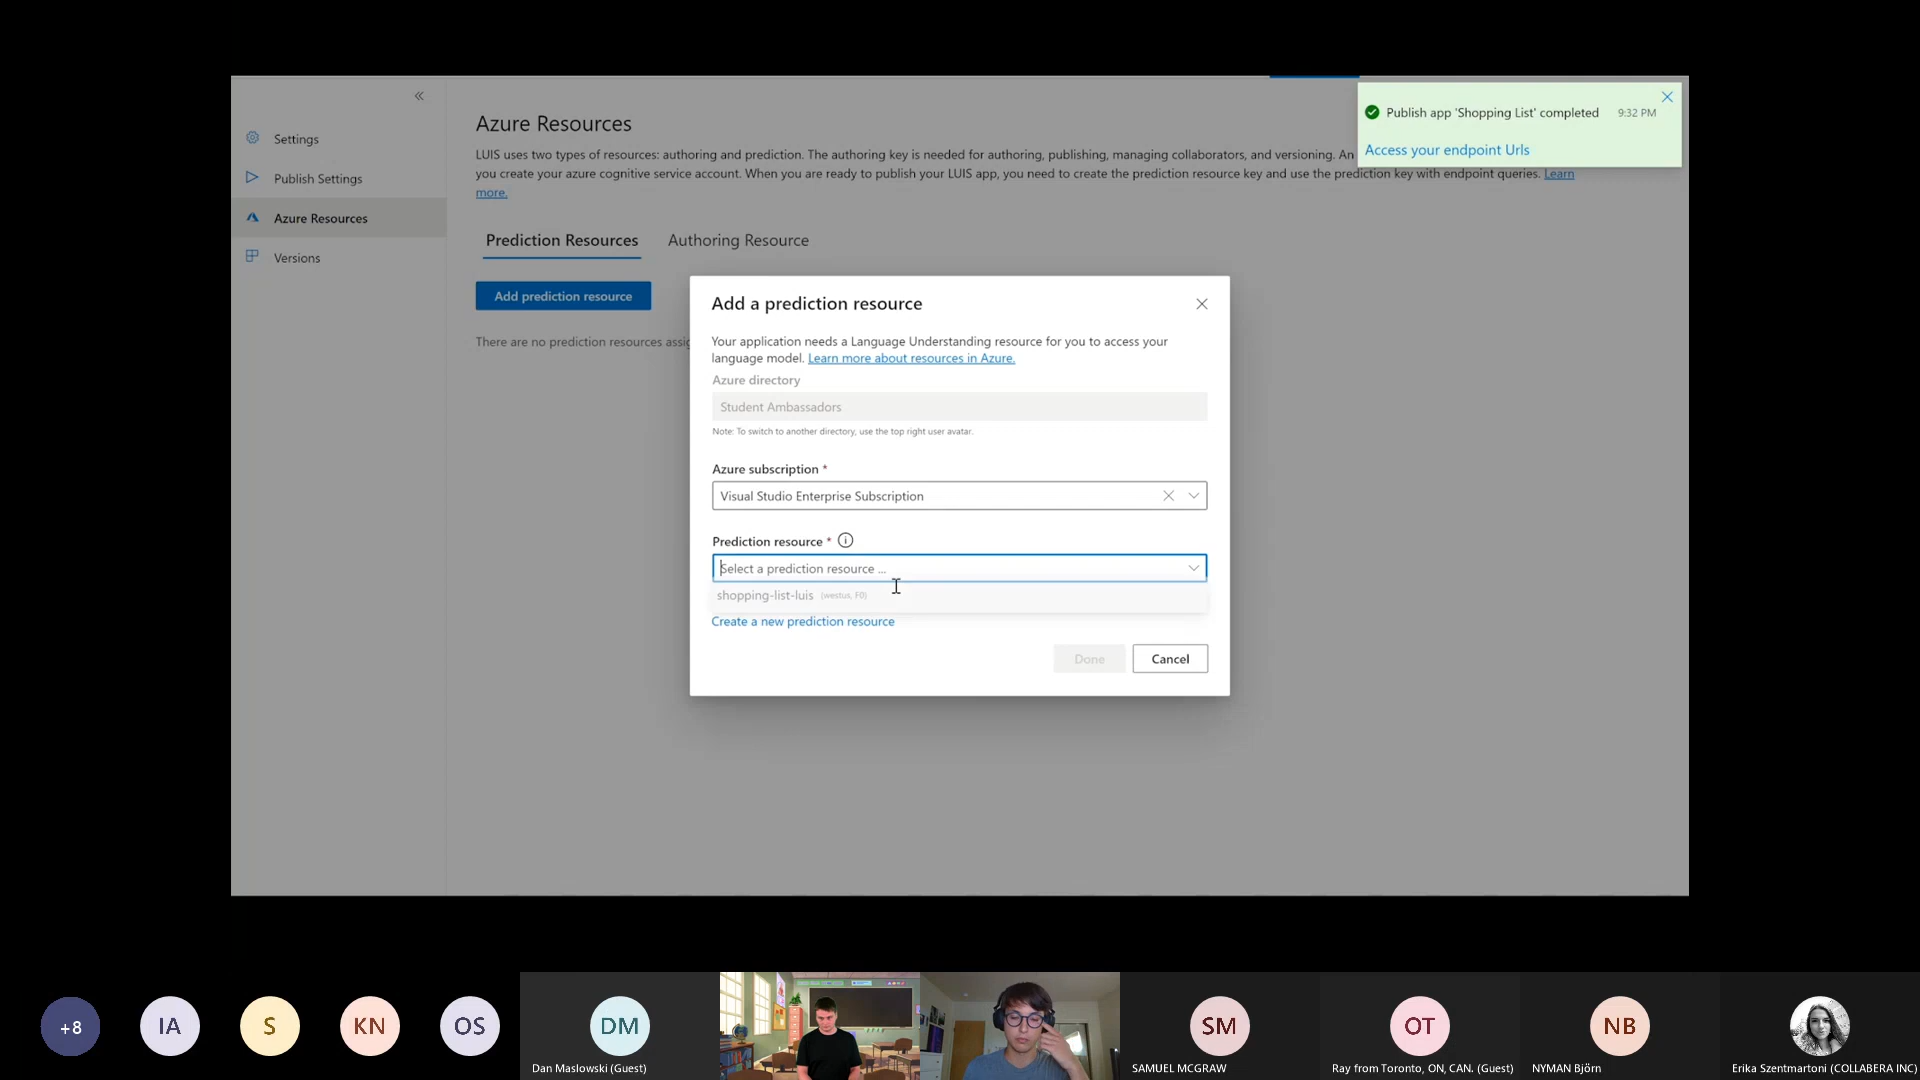 Settings
Publish Settings
Azure Resources
Versions
Azure Resources
LUIS uses two types of resources: authoring and prediction. The authoring key is needed for authoring, publishing, managing collaborators, and versioning. An
you create your azure cognitive service account. When you are ready to publish your LUIS app, you need to create the prediction resource key and use the prediction key with endpoint queries. Learn
more.
Publish app 'Shopping List' completed 9:32 PM
Access your endpoint Urls
Prediction Resources Authoring Resource
Add prediction resource
There are no prediction resources assig
Add a prediction resource
Your application needs a Language Understanding resource for you to access your
language model. Learn more about resources in Azure.
Azure directory
Student Ambassadors
Note: To switch to another directory, use the top right user avatar.
Azure subscription *
Visual Studio Enterprise Subscription
Prediction resource *
Select a prediction resource ...
shopping-list-luis (westus, F0)
Create a new prediction resource
Done Cancel
+8 IA S KN OS DM SM OT NB
Dan Maslowski (Guest) SAMUEL MCGRAW Ray from Toronto, ON, CAN. (Guest) NYMAN Björn Erika Szentmartoni (COLLABERA INC)